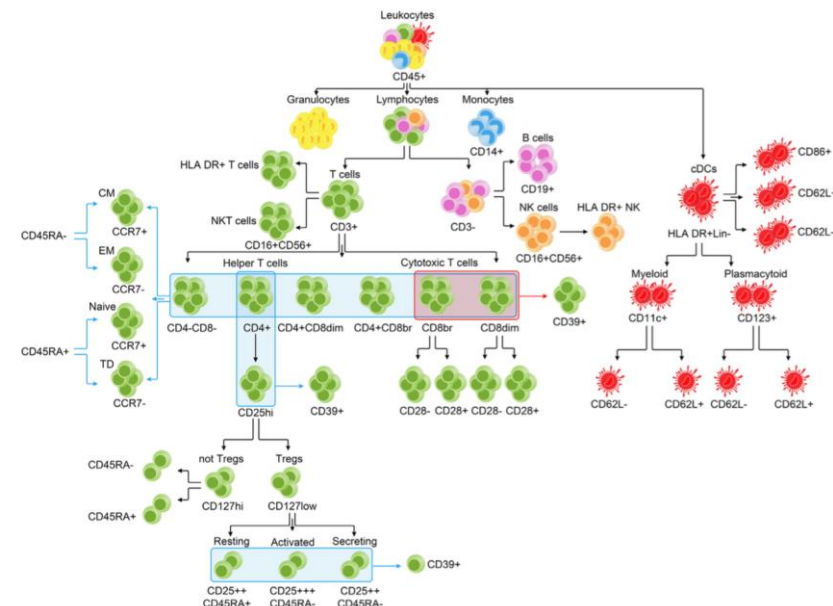 Leukocytes
CD45+
Granulocytes
Lymphocytes
Monocytes
CD14+
B cells
CD19+
HLA DR+ T cells
T cells
CD3+
NKT cells
CD16+CD56+
CD3-
NK cells
CD16+CD56+
HLA DR+ NK
cDCs
HLA DR+Lin-
CD86+
CD62L+
CD62L-
CM
CCR7+
CD45RA-
EM
CCR7-
Naive
CCR7+
CD45RA+
TD
CCR7-
Helper T cells
Cytotoxic T cells
CD4-CD8-
CD4+
CD4+CD8dim
CD4+CD8br
CD8br
CD8dim
CD39+
Myeloid
CD11c+
Plasmacytoid
CD123+
CD62L-
CD62L+
CD62L-
CD62L+
CD28-
CD28+
CD28-
CD28+
CD25hi
CD39+
not Tregs
Tregs
CD45RA-
CD45RA+
CD127hi
CD127low
Resting
Activated
Secreting
CD39+
CD25++
CD45RA+
CD25+++
CD45RA-
CD25++
CD45RA-